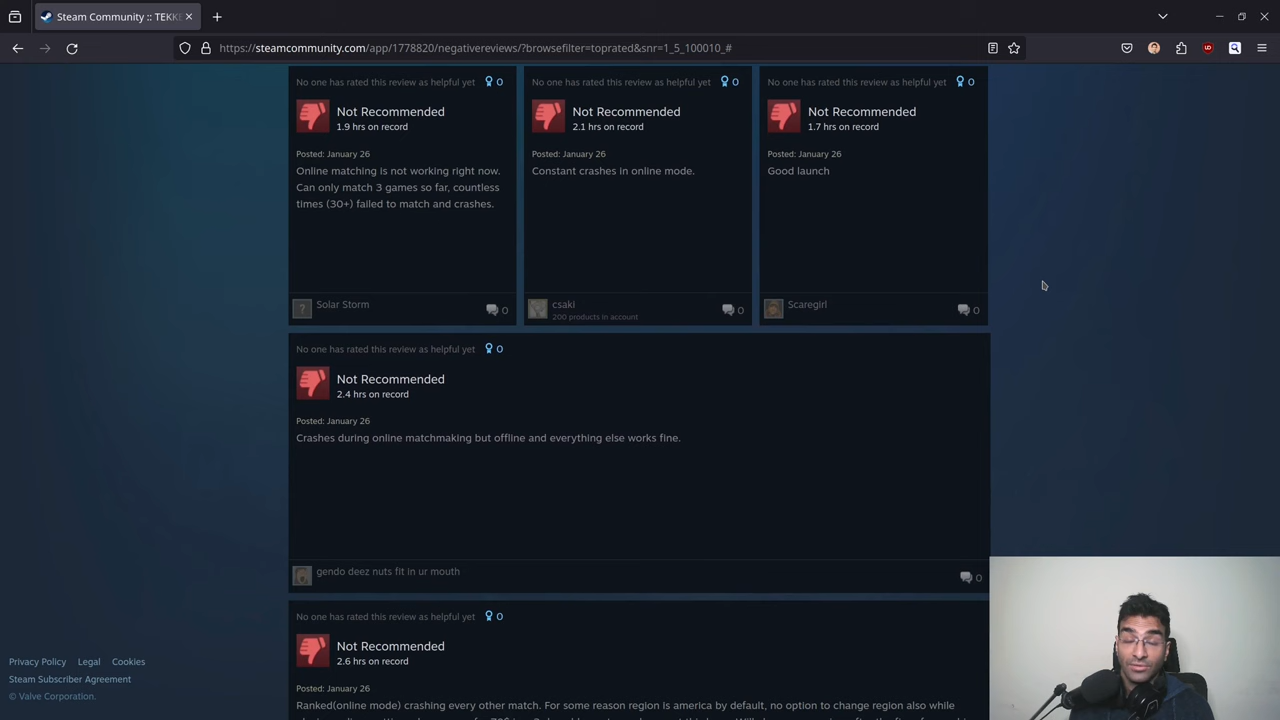 Steam Community :: TEKKE
https://steamcommunity.com/app/1778820/negativereviews/?browsefilter=toprated&snr=1_5_100010_#
No one has rated this review as helpful yet 0
Not Recommended
1.9 hrs on record
Posted: January 26
Online matching is not working right now.
Can only match 3 games so far, countless
times (30+) failed to match and crashes.
Solar Storm
0
No one has rated this review as helpful yet 0
Not Recommended
2.1 hrs on record
Posted: January 26
Constant crashes in online mode.
csaki
200 products in account
0
No one has rated this review as helpful yet 0
Not Recommended
1.7 hrs on record
Posted: January 26
Good launch
Scaregirl
0
No one has rated this review as helpful yet 0
Not Recommended
2.4 hrs on record
Posted: January 26
Crashes during online matchmaking but offline and everything else works fine.
gendo deez nuts fit in ur mouth
0
No one has rated this review as helpful yet 0
Not Recommended
2.6 hrs on record
Posted: January 26
Ranked(online mode) crashing every other match. For some reason region is america by default, no option to change region also while
Privacy Policy Legal Cookies
Steam Subscriber Agreement
© Valve Corporation.